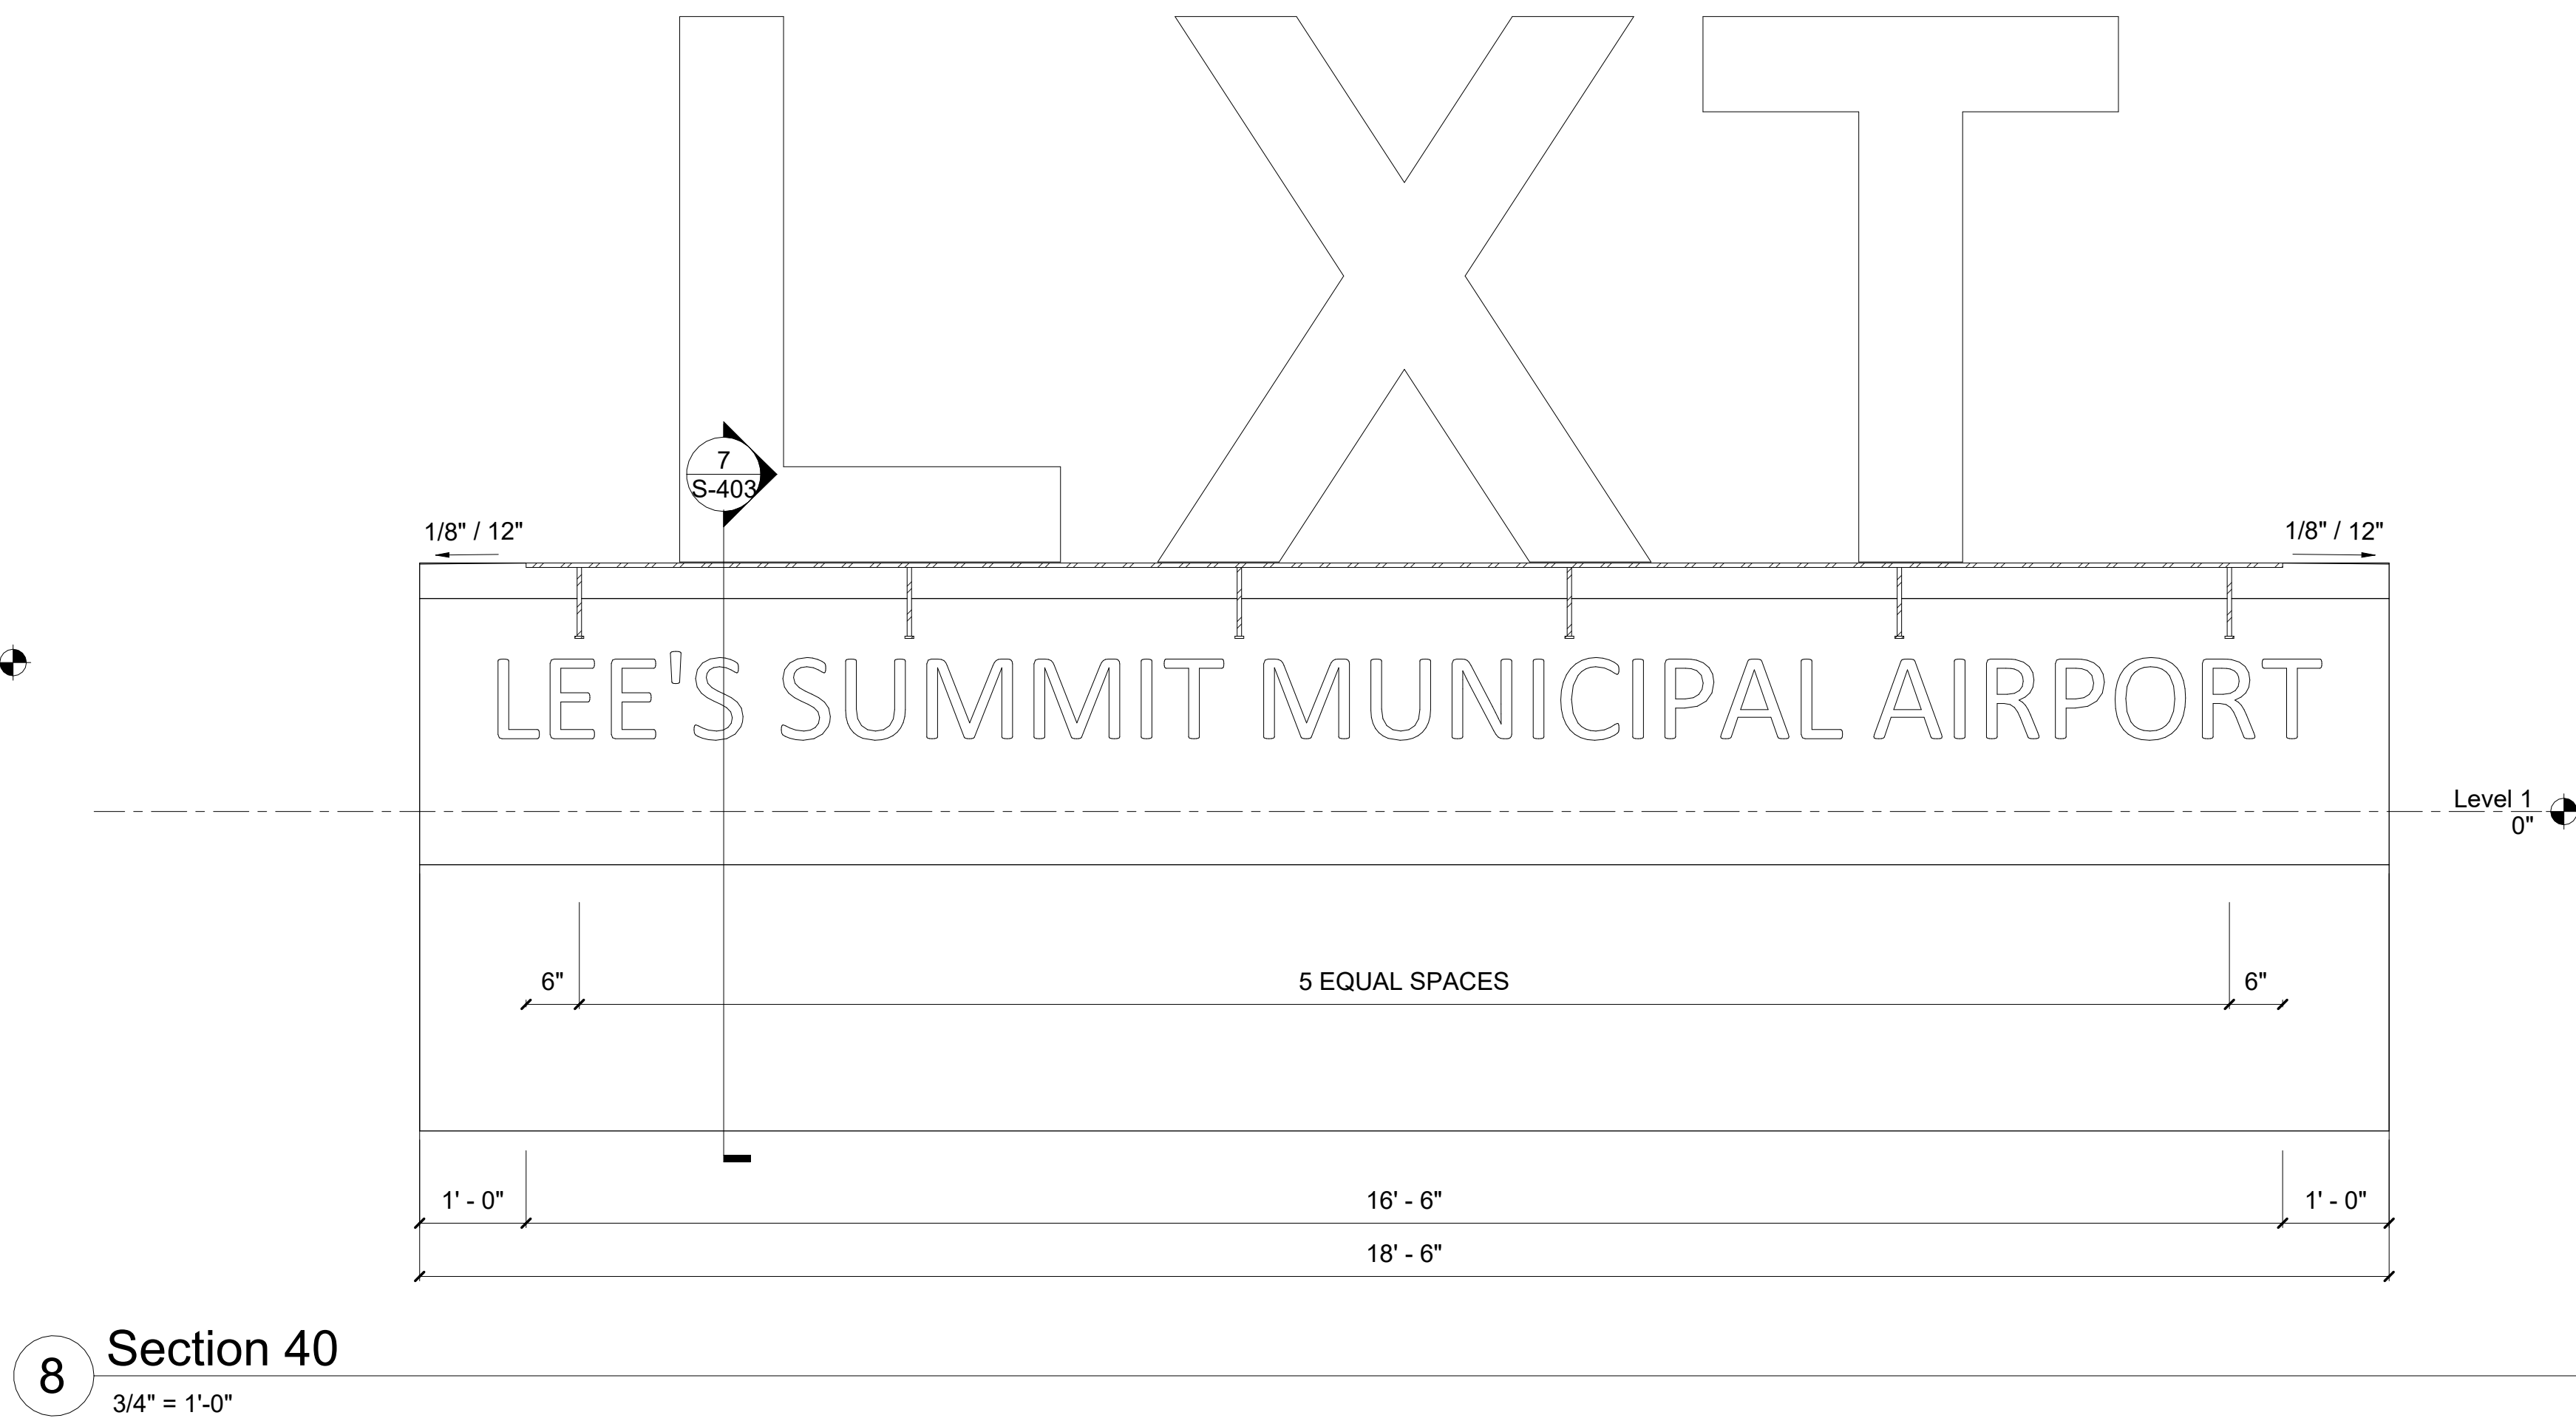 LXT
7
S-403
1/8" / 12"
1/8" / 12"
LEE'S SUMMIT MUNICIPAL AIRPORT
Level 1
0"
6"
5 EQUAL SPACES
6"
1' - 0"
16' - 6"
1' - 0"
18' - 6"
8
Section 40
3/4" = 1'-0"